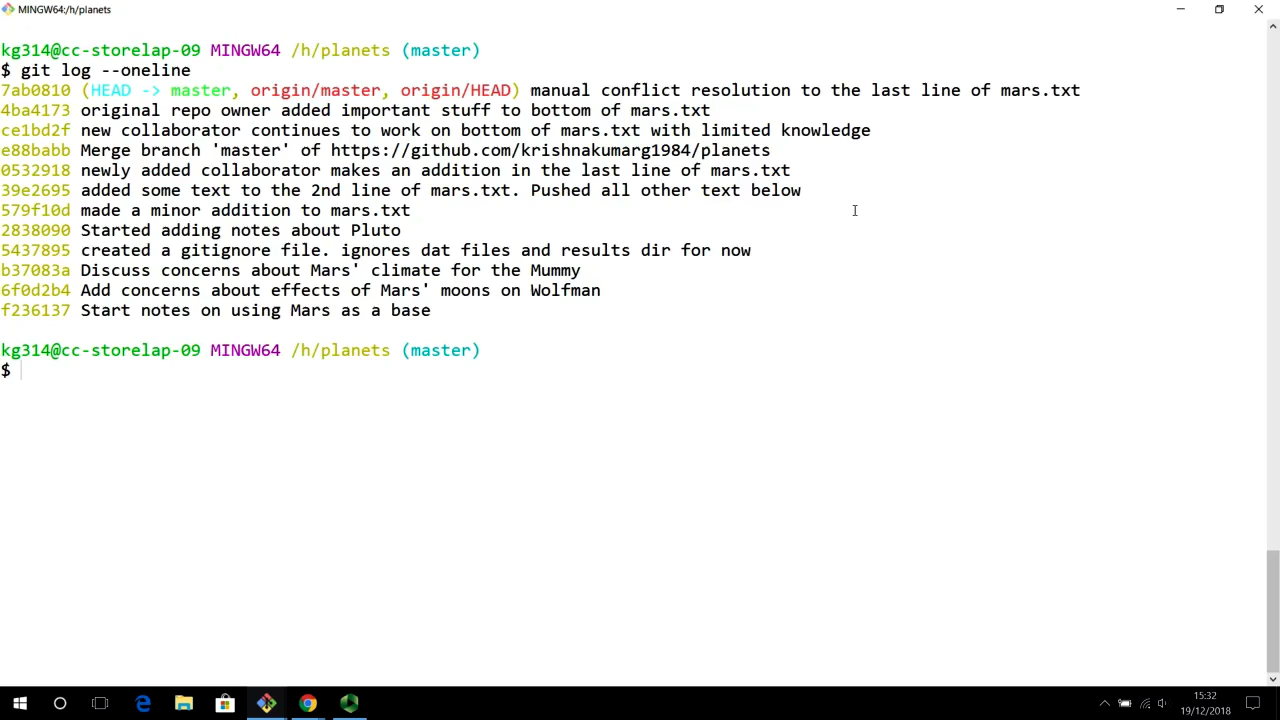 MINGW64:/h/planets
kg314@cc-storelap-09 MINGW64 /h/planets (master)
$ git log --oneline
7ab0810 (HEAD -> master, origin/master, origin/HEAD) manual conflict resolution to the last line of mars.txt
4ba4173 original repo owner added important stuff to bottom of mars.txt
ce1bd2f new collaborator continues to work on bottom of mars.txt with limited knowledge
e88babb Merge branch 'master' of https://github.com/krishnakumarg1984/planets
0532918 newly added collaborator makes an addition in the last line of mars.txt
39e2695 added some text to the 2nd line of mars.txt. Pushed all other text below
579f10d made a minor addition to mars.txt
2838090 Started adding notes about Pluto
5437895 created a gitignore file. ignores dat files and results dir for now
b37083a Discuss concerns about Mars' climate for the Mummy
6f0d2b4 Add concerns about effects of Mars' moons on Wolfman
f236137 Start notes on using Mars as a base
kg314@cc-storelap-09 MINGW64 /h/planets (master)
$
15:32
19/12/2018